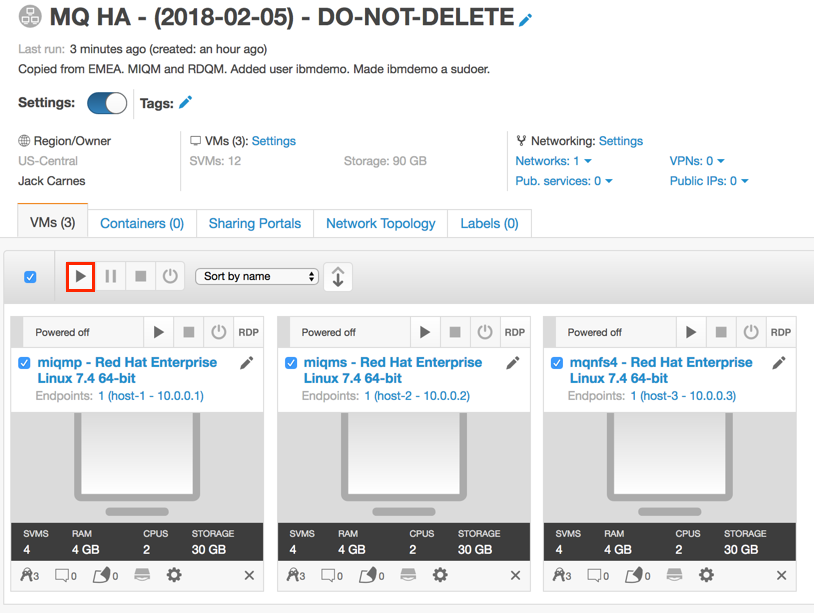 MQ HA - (2018-02-05) - DO-NOT-DELETE
Last run: 3 minutes ago (created: an hour ago)
Copied from EMEA. MIQM and RDQM. Added user ibmdemo. Made ibmdemo a sudoer.
Settings: Tags:
Region/Owner
US-Central
Jack Carnes
VMs (3): Settings
SVMs: 12 Storage: 90 GB
Networking: Settings
Networks: 1 VPNs: 0
Pub. services: 0 Public IPs: 0
VMs (3) Containers (0) Sharing Portals Network Topology Labels (0)
Sort by name
Powered off RDP
miqmp - Red Hat Enterprise
Linux 7.4 64-bit
Endpoints: 1 (host-1 - 10.0.0.1)
SVMS RAM CPUS STORAGE
4 4 GB 2 30 GB
3 0 0
Powered off RDP
miqms - Red Hat Enterprise
Linux 7.4 64-bit
Endpoints: 1 (host-2 - 10.0.0.2)
SVMS RAM CPUS STORAGE
4 4 GB 2 30 GB
3 0 0
Powered off RDP
mqnfs4 - Red Hat Enterprise
Linux 7.4 64-bit
Endpoints: 1 (host-3 - 10.0.0.3)
SVMS RAM CPUS STORAGE
4 4 GB 2 30 GB
3 0 0